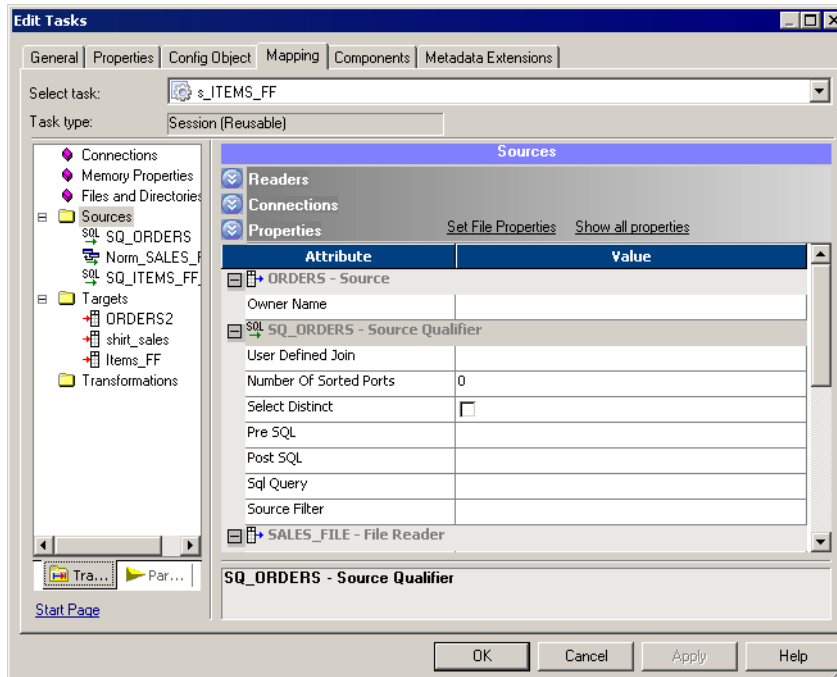 Edit Tasks
General Properties Config Object Mapping Components Metadata Extensions
Select task: s_ITEMS_FF
Task type: Session (Reusable)
Connections
Memory Properties
Files and Directories
Sources
SQL SQ_ORDERS
Norm_SALES_F
SQL SQ_ITEMS_FF_
Targets
ORDERS2
shirt_sales
Items_FF
Transformations
Tra... Par...
Start Page
Sources
Readers
Connections
Properties Set File Properties Show all properties
Attribute Value
ORDERS - Source
Owner Name
SQL SQ_ORDERS - Source Qualifier
User Defined Join
Number Of Sorted Ports 0
Select Distinct
Pre SQL
Post SQL
Sql Query
Source Filter
SALES_FILE - File Reader
SQ_ORDERS - Source Qualifier
OK Cancel Apply Help